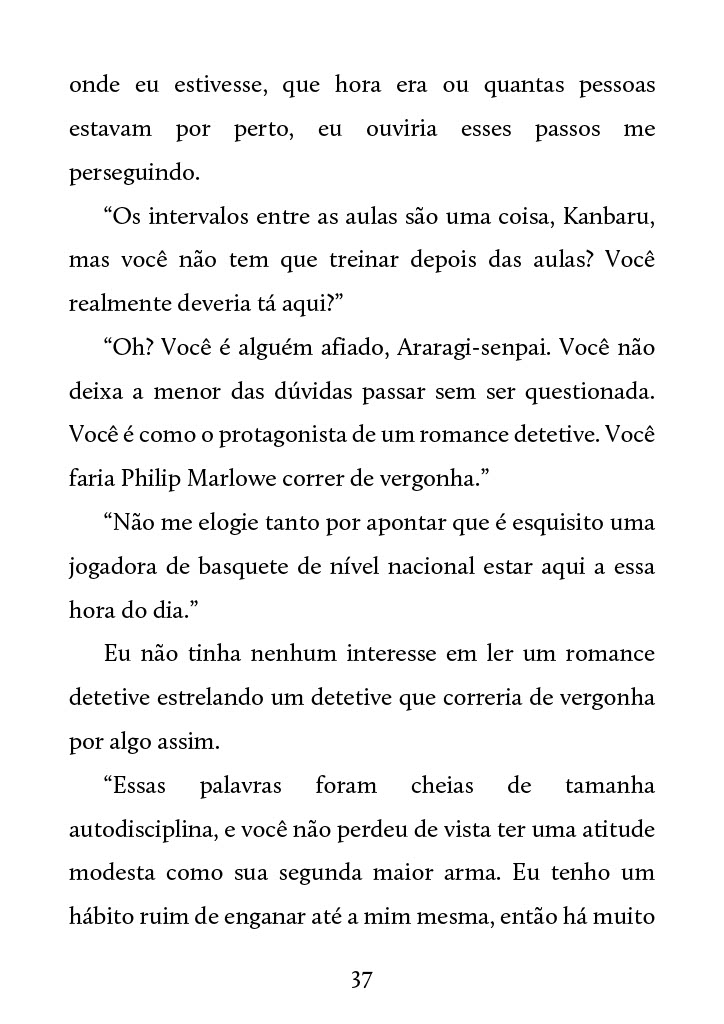 onde eu estivesse, que hora era ou quantas pessoas
estavam por perto, eu ouviria esses passos me
perseguindo.
“Os intervalos entre as aulas são uma coisa, Kanbaru,
mas você não tem que treinar depois das aulas? Você
realmente deveria tá aqui?”
“Oh? Você é alguém afiado, Araragi-senpai. Você não
deixa a menor das dúvidas passar sem ser questionada.
Você é como o protagonista de um romance detetive. Você
faria Philip Marlowe correr de vergonha.”
“Não me elogie tanto por apontar que é esquisito uma
jogadora de basquete de nível nacional estar aqui a essa
hora do dia.”
Eu não tinha nenhum interesse em ler um romance
detetive estrelando um detetive que correria de vergonha
por algo assim.
“Essas palavras foram cheias de tamanha
autodisciplina, e você não perdeu de vista ter uma atitude
modesta como sua segunda maior arma. Eu tenho um
hábito ruim de enganar até a mim mesma, então há muito
37